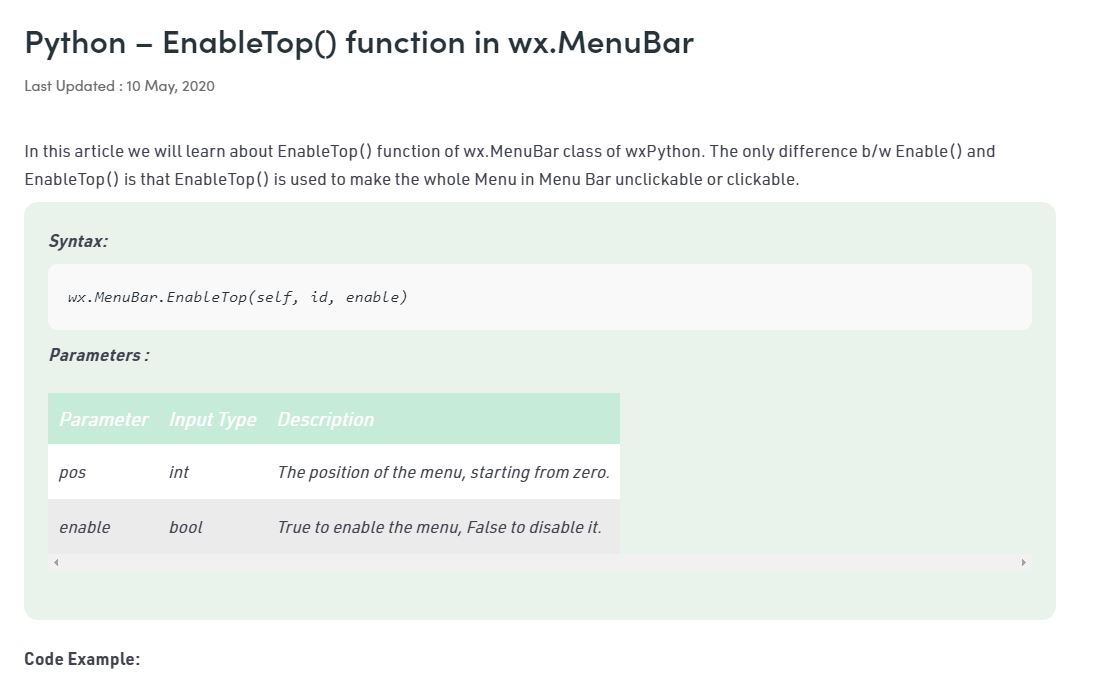 Python – EnableTop() function in wx.MenuBar
Last Updated : 10 May, 2020
In this article we will learn about EnableTop() function of wx.MenuBar class of wxPython. The only difference b/w Enable() and
EnableTop() is that EnableTop() is used to make the whole Menu in Menu Bar unclickable or clickable.
Syntax:
wx.MenuBar.EnableTop(self, id, enable)
Parameters :
Parameter Input Type Description
pos int The position of the menu, starting from zero.
enable bool True to enable the menu, False to disable it.
Code Example: